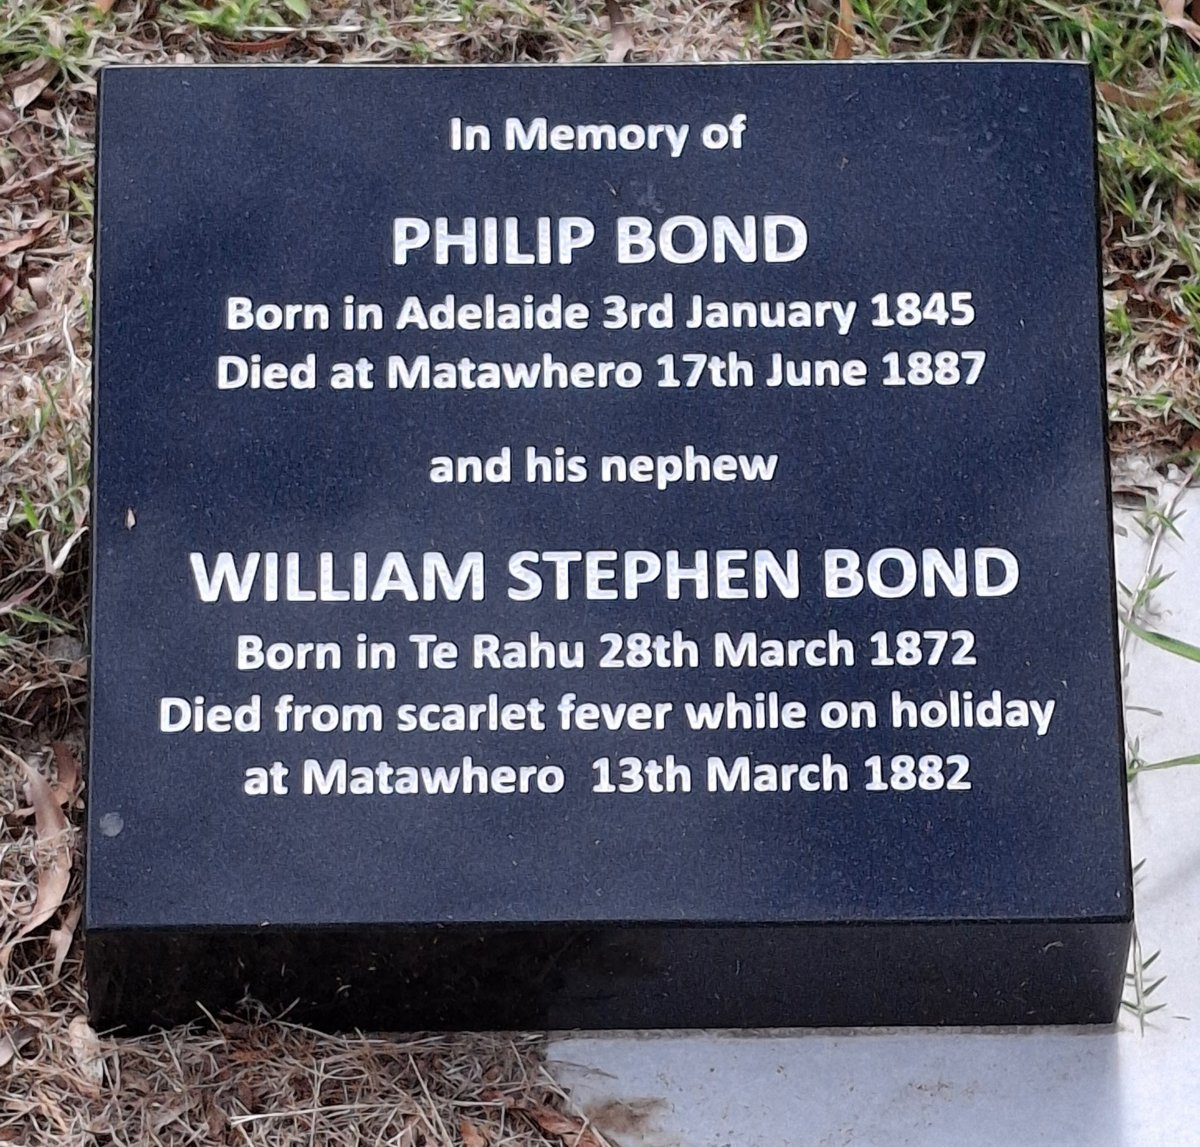 In Memory of
PHILIP BOND
Born in Adelaide 3rd January 1845
Died at Matawhero 17th June 1887
and his nephew
WILLIAM STEPHEN BOND
Born in Te Rahu 28th March 1872
Died from scarlet fever while on holiday
at Matawhero  13th March 1882